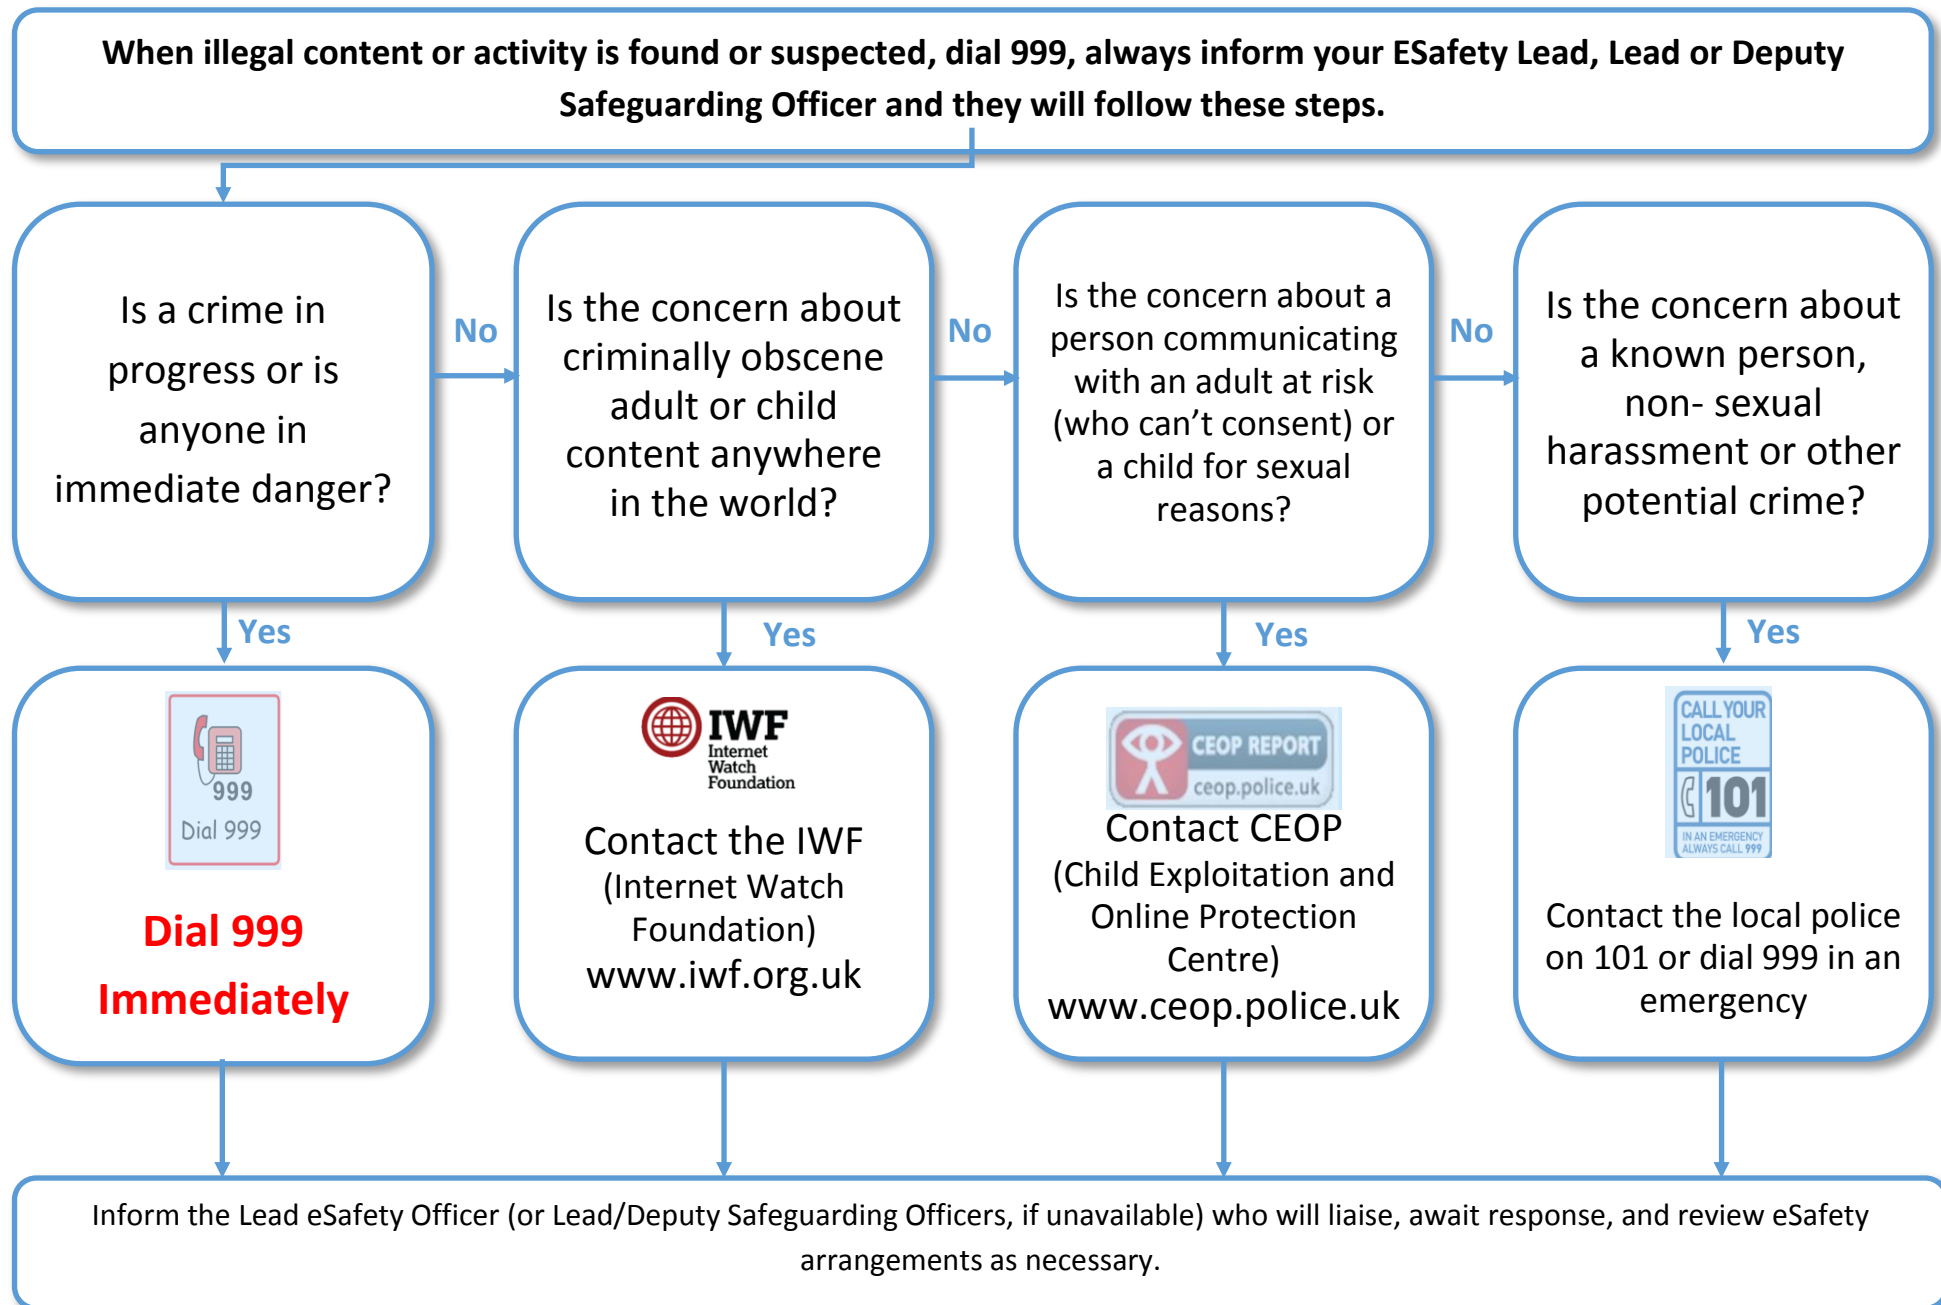 When illegal content or activity is found or suspected, dial 999, always inform your ESafety Lead, Lead or Deputy
Safeguarding Officer and they will follow these steps.
Is a crime in
progress or is
anyone in
immediate danger?
No
Is the concern about
criminally obscene
adult or child
content anywhere
in the world?
No
Is the concern about a
person communicating
with an adult at risk
(who can’t consent) or
a child for sexual
reasons?
No
Is the concern about
a known person,
non- sexual
harassment or other
potential crime?
Yes
Yes
Yes
Yes
999
Dial 999
Dial 999
Immediately
IWF
Internet
Watch
Foundation
Contact the IWF
(Internet Watch
Foundation)
www.iwf.org.uk
CEOP REPORT
ceop.police.uk
Contact CEOP
(Child Exploitation and
Online Protection
Centre)
www.ceop.police.uk
CALL YOUR
LOCAL
POLICE
101
IN AN EMERGENCY
ALWAYS CALL 999
Contact the local police
on 101 or dial 999 in an
emergency
Inform the Lead eSafety Officer (or Lead/Deputy Safeguarding Officers, if unavailable) who will liaise, await response, and review eSafety
arrangements as necessary.